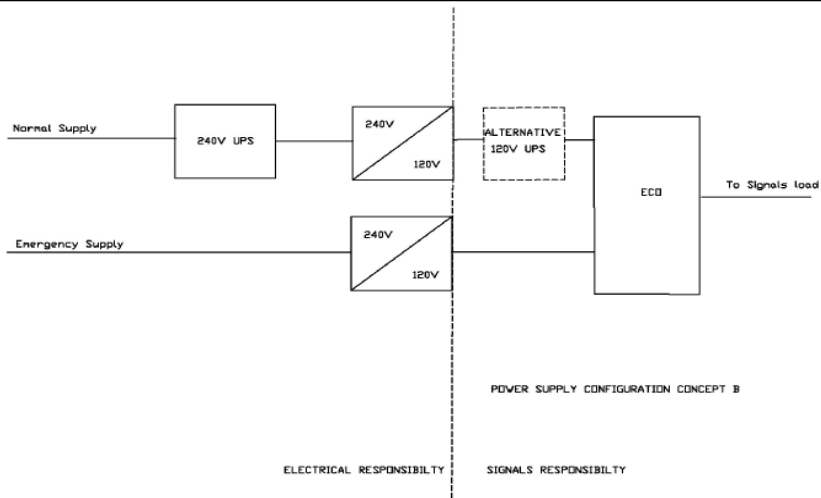 Normal Supply
240V UPS
240V
120V
ALTERNATIVE
120V UPS
ECO
To Signals load
Emergency Supply
240V
120V
POWER SUPPLY CONFIGURATION CONCEPT B
ELECTRICAL RESPONSIBILTY
SIGNALS RESPONSIBILTY